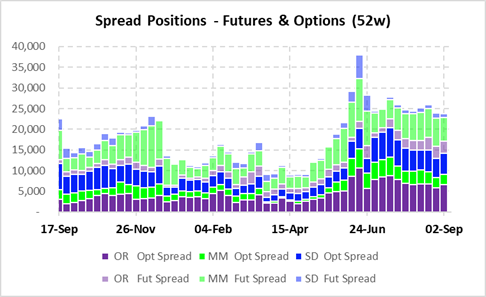 Spread Positions - Futures & Options (52w)
40,000
35,000
30,000
25,000
20,000
15,000
10,000
5,000
-
17-Sep 26-Nov 04-Feb 15-Apr 24-Jun 02-Sep
OR Opt Spread MM Opt Spread SD Opt Spread
OR Fut Spread MM Fut Spread SD Fut Spread